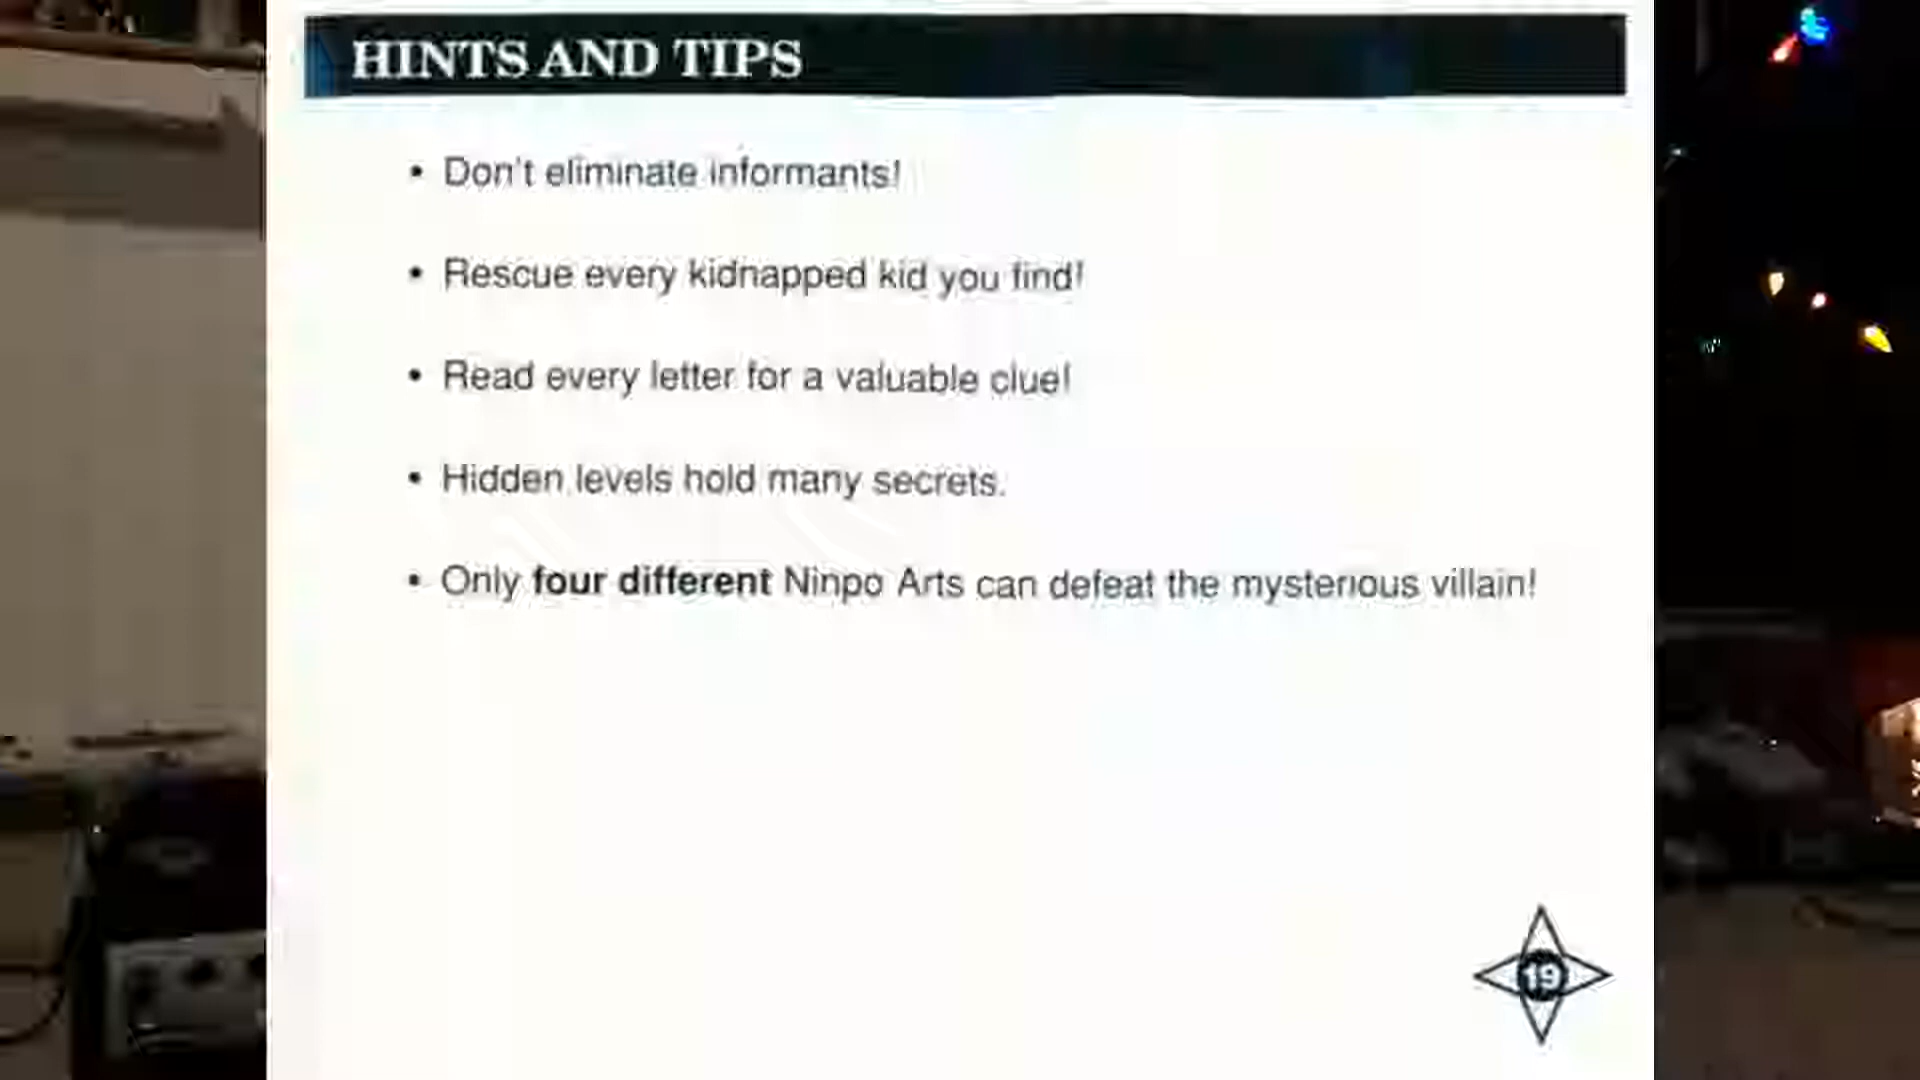 HINTS AND TIPS
• Don't eliminate informants!
• Rescue every kidnapped kid you find!
• Read every letter for a valuable clue!
• Hidden levels hold many secrets.
• Only four different Ninpo Arts can defeat the mysterious villain!
19